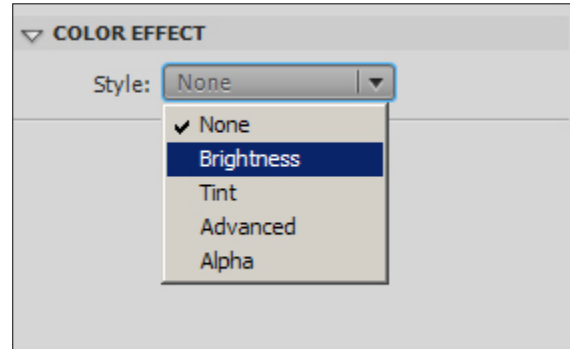 COLOR EFFECT
Style: None
None
Brightness
Tint
Advanced
Alpha